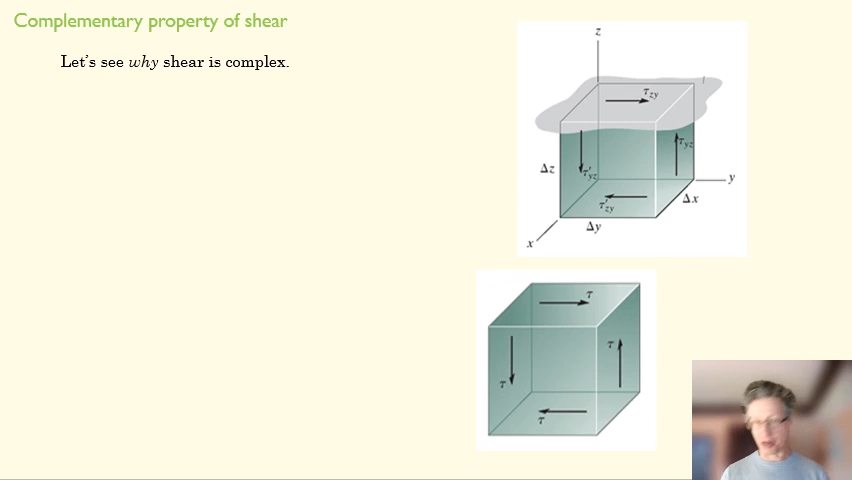 Complementary property of shear
Let's see why shear is complex.
z
τzy
τyz
Δz
τ'yz
y
τ'zy
Δx
Δy
x
τ
τ
τ
τ